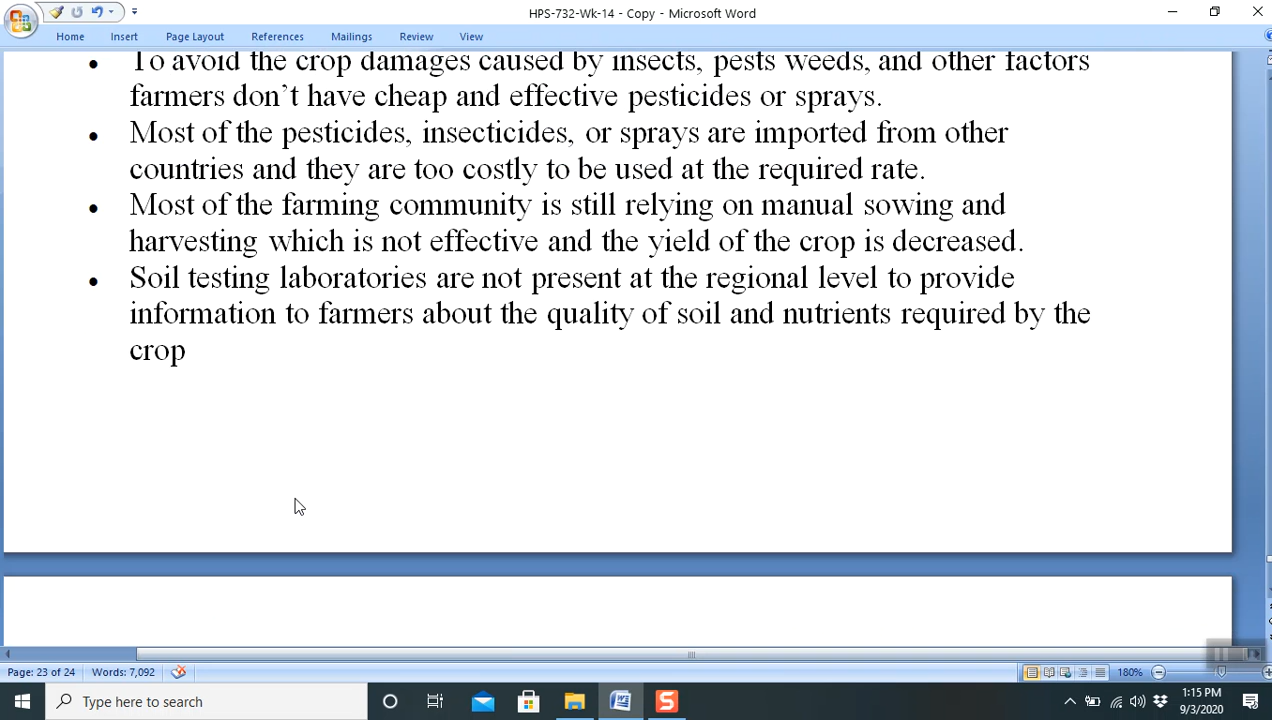 HPS-732-Wk-14 - Copy - Microsoft Word
Home Insert Page Layout References Mailings Review View
• To avoid the crop damages caused by insects, pests weeds, and other factors
farmers don’t have cheap and effective pesticides or sprays.
• Most of the pesticides, insecticides, or sprays are imported from other
countries and they are too costly to be used at the required rate.
• Most of the farming community is still relying on manual sowing and
harvesting which is not effective and the yield of the crop is decreased.
• Soil testing laboratories are not present at the regional level to provide
information to farmers about the quality of soil and nutrients required by the
crop
Page: 23 of 24 Words: 7,092 180%
Type here to search
1:15 PM
9/3/2020